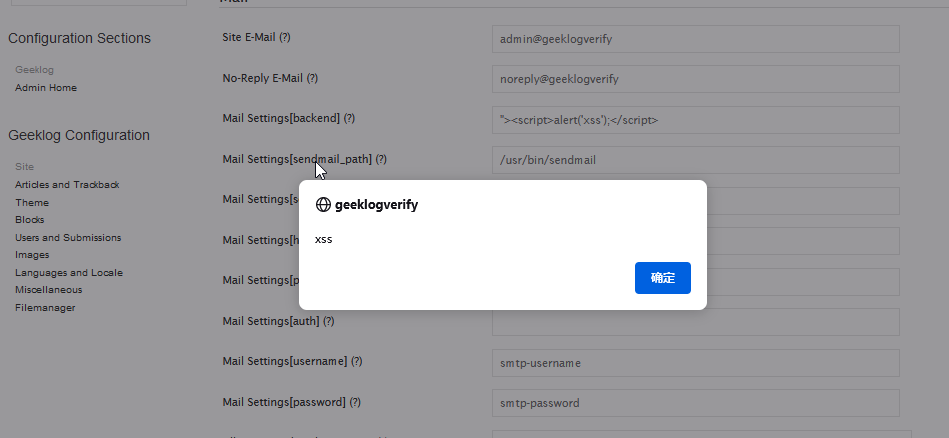 Mail
Configuration Sections
Geeklog
Admin Home
Geeklog Configuration
Site
Articles and Trackback
Theme
Blocks
Users and Submissions
Images
Languages and Locale
Miscellaneous
Filemanager
Site E-Mail (?)
admin@geeklogverify
No-Reply E-Mail (?)
noreply@geeklogverify
Mail Settings[backend] (?)
"><script>alert('xss');</script>
Mail Settings[sendmail_path] (?)
/usr/bin/sendmail
Mail Settings[s
Mail Settings[h
Mail Settings[p
Mail Settings[auth] (?)
Mail Settings[username] (?)
smtp-username
Mail Settings[password] (?)
smtp-password
geeklogverify
xss
确定